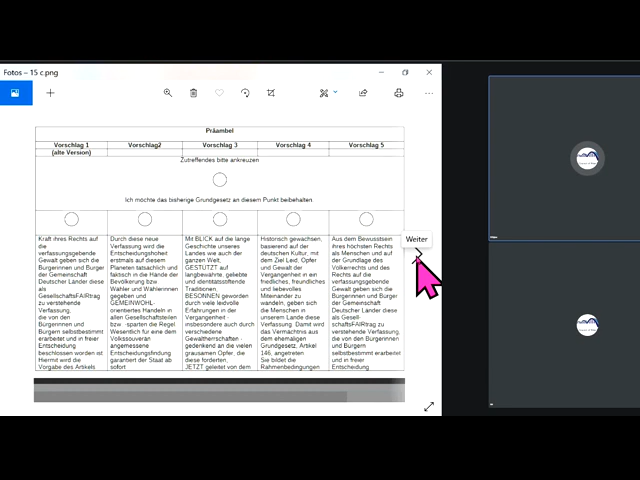 Fotos – 15 c.png
Präambel
Vorschlag 1
(alte Version)
Vorschlag2
Vorschlag 3
Vorschlag 4
Vorschlag 5
Zutreffendes bitte ankreuzen
Ich möchte das bisherige Grundgesetz an diesem Punkt beibehalten
Kraft ihres Rechts auf
die
verfassungsgebende
Gewalt geben sich die
Bürgerinnen und Bürger
der Gemeinschaft
Deutscher Länder diese
als
GesellschaftsFAIRtrag
zu verstehende
Verfassung,
die von den
Bürgerinnen und
Bürgern selbstbestimmt
erarbeitet und in freier
Entscheidung
beschlossen worden ist
Hiermit wird die
Vorgabe des Artikels
Durch diese neue
Verfassung wird die
Entscheidungshoheit
erstmals auf diesem
Planeten tatsächlich und
faktisch in die Hände der
Bevölkerung bzw.
Wähler und Wählerinnen
gegeben und
GEMEINWOHL-
orientiertes Handeln in
allen Gesellschaftsteilen
bzw. -sparten die Regel
Wesentlich für eine dem
Volkssouverän
angemessene
Entscheidungsfindung
garantiert der Staat ab
sofort
Mit BLICK auf die lange
Geschichte unseres
Landes wie auch der
ganzen Welt,
GESTÜTZT auf
langbewährte, geliebte
und identitätsstiftende
Traditionen,
BESONNEN geworden
durch viele leidvolle
Erfahrungen in der
Vergangenheit -
insbesondere auch durch
verschiedene
Gewaltherrschaften -
gedenkend an die vielen
grausamen Opfer, die
diese forderten,
JETZT geleitet von dem
Historisch gewachsen,
basierend auf der
deutschen Kultur, mit
dem Ziel Leid, Opfer
und Gewalt der
Vergangenheit in ein
friedliches, freundliches
und liebevolles
Miteinander zu
wandeln, geben sich
die Menschen in
unserem Lande diese
Verfassung. Damit wird
das Vermächtnis aus
dem ehemaligen
Grundgesetz, Artikel
146, angetreten
Sie bildet die
Rahmenbedingungen
Aus dem Bewusstsein
ihres höchsten Rechts
als Menschen und auf
der Grundlage des
Völkerrechts und des
Rechts auf die
verfassungsgebende
Gewalt geben sich die
Bürgerinnen und Bürger
der Gemeinschaft
Deutscher Länder diese
als Gesell-
schaftsFAIRtrag zu
verstehende Verfassung,
die von den Bürgerinnen
und Bürgern
selbstbestimmt erarbeitet
und in freier
Entscheidung
Weiter